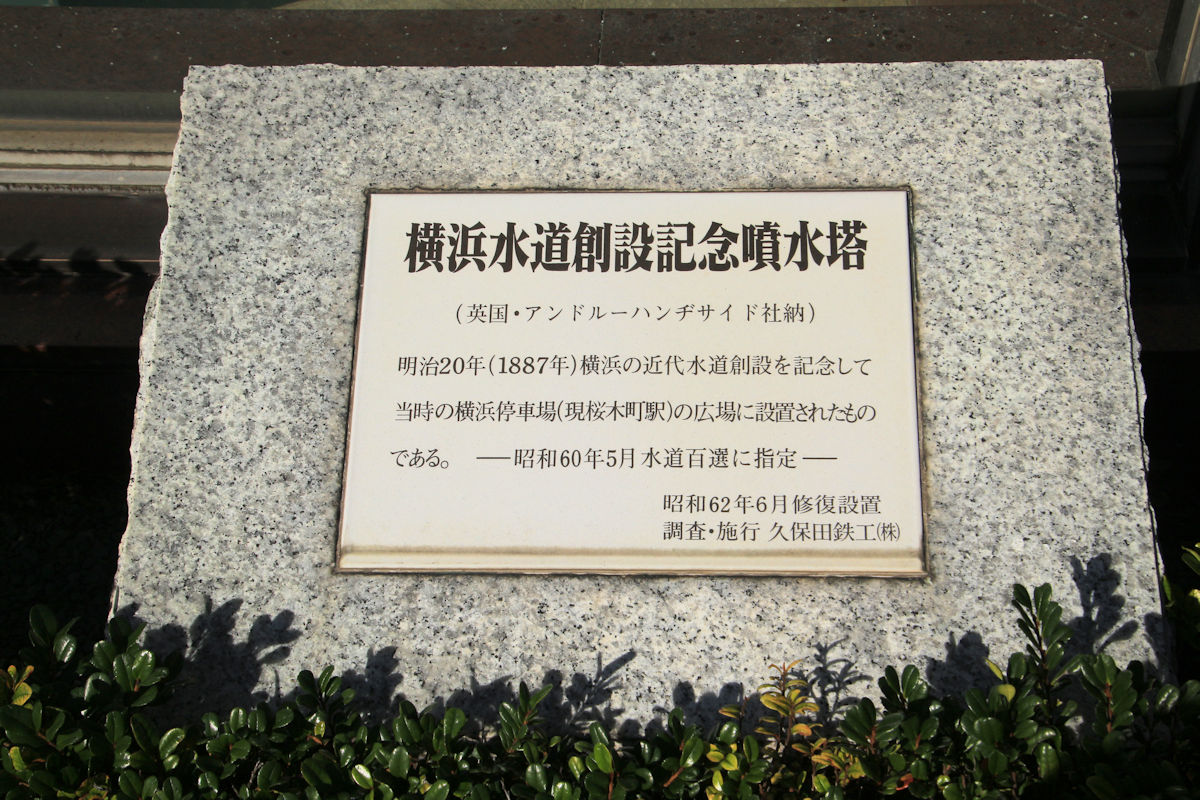 横浜水道創設記念噴水塔
(英国・アンドルーハンヂサイド社納)
明治20年(1887年)横浜の近代水道創設を記念して
当時の横浜停車場(現桜木町駅)の広場に設置されたもの
である。 ―昭和60年5月水道百選に指定―
昭和62年6月修復設置
調査・施行 久保田鉄工㈱